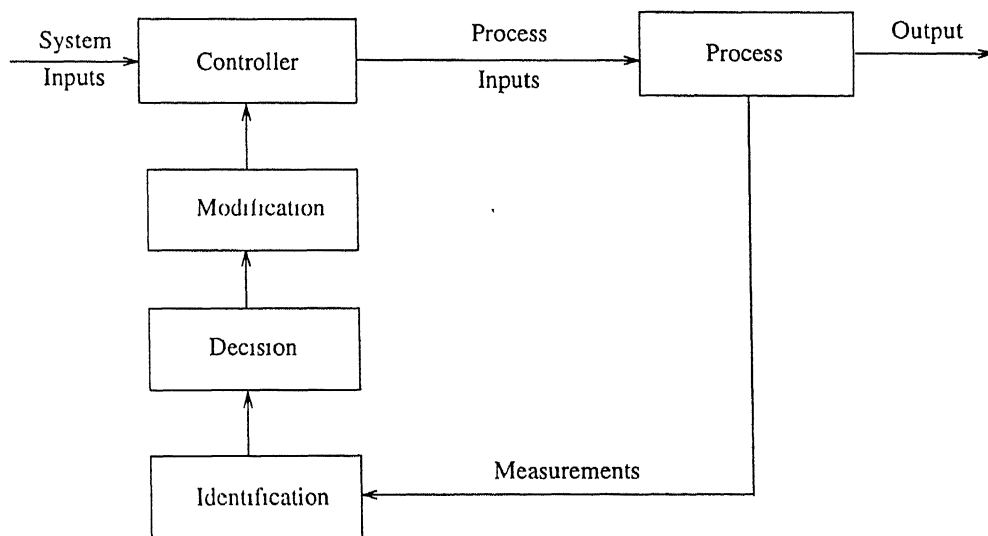 System
Inputs
Controller
Process
Inputs
Process
Output
Modification
Decision
Identification
Measurements